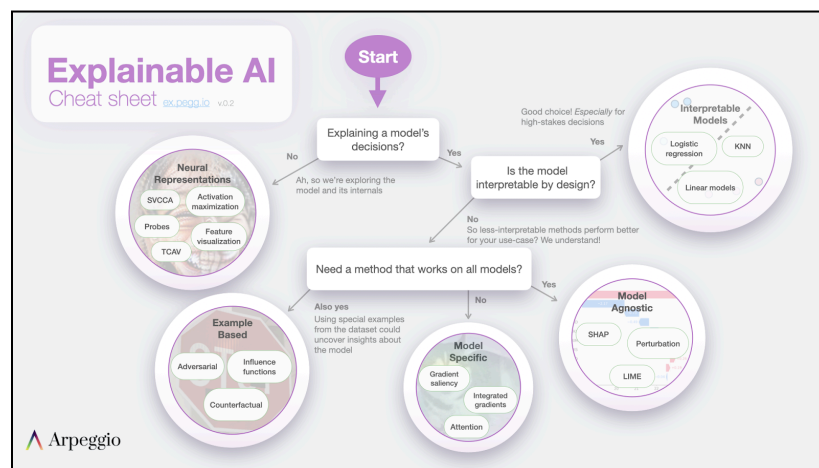 Explainable AI
Cheat sheet ex.pegg.io v.0.2
Start
Explaining a model's
decisions?
No
Ah, so we're exploring the
model and its internals
Yes
Is the model
interpretable by design?
Good choice! Especially for
high-stakes decisions
Yes
Interpretable
Models
Logistic
regression
KNN
Linear models
Neural
Representations
SVCCA
Activation
maximization
Probes
Feature
visualization
TCAV
No
So less-interpretable methods perform better
for your use-case? We understand!
Need a method that works on all models?
Also yes
Using special examples
from the dataset could
uncover insights about
the model
No
Yes
Example
Based
Adversarial
Influence
functions
Counterfactual
Model
Specific
Gradient
saliency
Integrated
gradients
Attention
Model
Agnostic
SHAP
Perturbation
LIME
Arpeggio